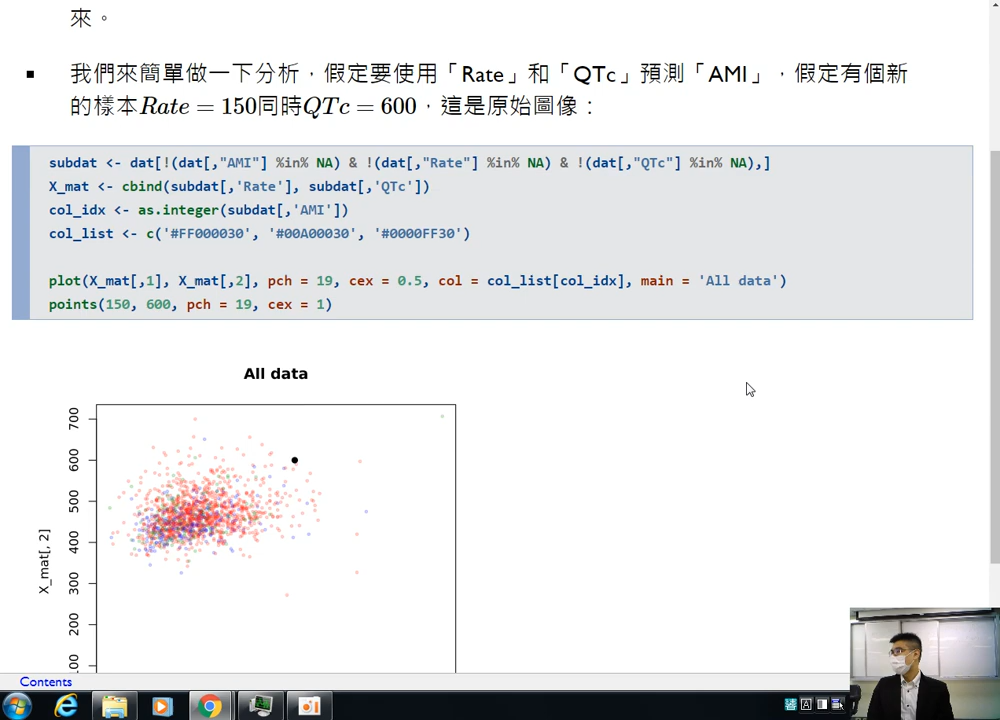 來。
▪ 我們來簡單做一下分析，假定要使用「Rate」和「QTc」預測「AMI」，假定有個新
的樣本Rate = 150同時QTc = 600，這是原始圖像：
subdat <- dat[!(dat[,"AMI"] %in% NA) & !(dat[,"Rate"] %in% NA) & !(dat[,"QTc"] %in% NA),]
X_mat <- cbind(subdat[,'Rate'], subdat[,'QTc'])
col_idx <- as.integer(subdat[,'AMI'])
col_list <- c('#FF000030', '#00A00030', '#0000FF30')
plot(X_mat[,1], X_mat[,2], pch = 19, cex = 0.5, col = col_list[col_idx], main = 'All data')
points(150, 600, pch = 19, cex = 1)
All data
700
600
500
400
300
200
X_mat[, 2]
Contents